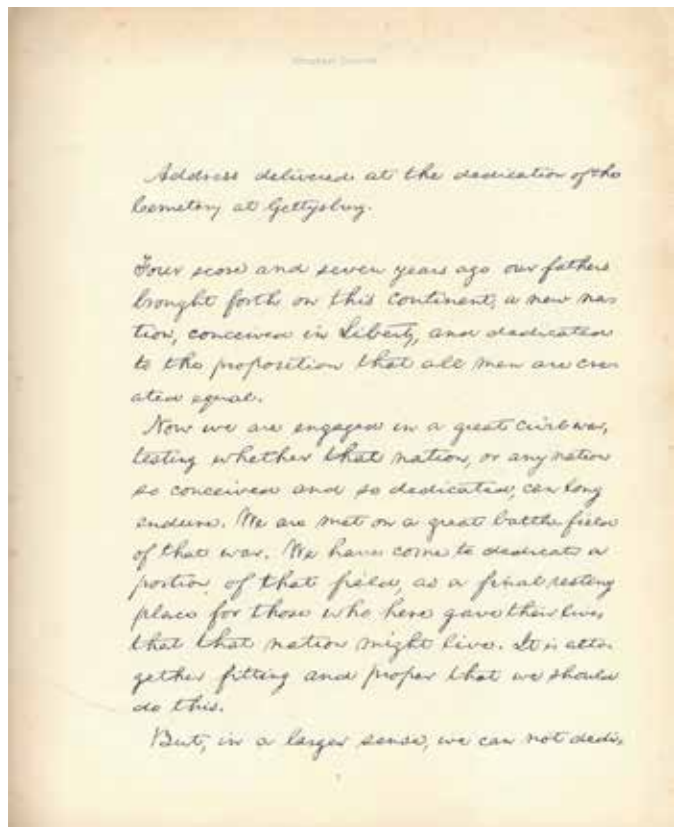 Address delivered at the dedication of the
Cemetery at Gettysburg.
Four score and seven years ago our fathers
brought forth on this continent, a new na-
tion, conceived in Liberty, and dedicated
to the proposition that all men are cre-
ated equal.
Now we are engaged in a great civil war,
testing whether that nation, or any nation
so conceived and so dedicated, can long
endure. We are met on a great battle-field
of that war. We have come to dedicate a
portion of that field, as a final resting
place for those who here gave their lives,
that that nation might live. It is alto-
gether fitting and proper that we should
do this.
But, in a larger sense, we can not dedi-